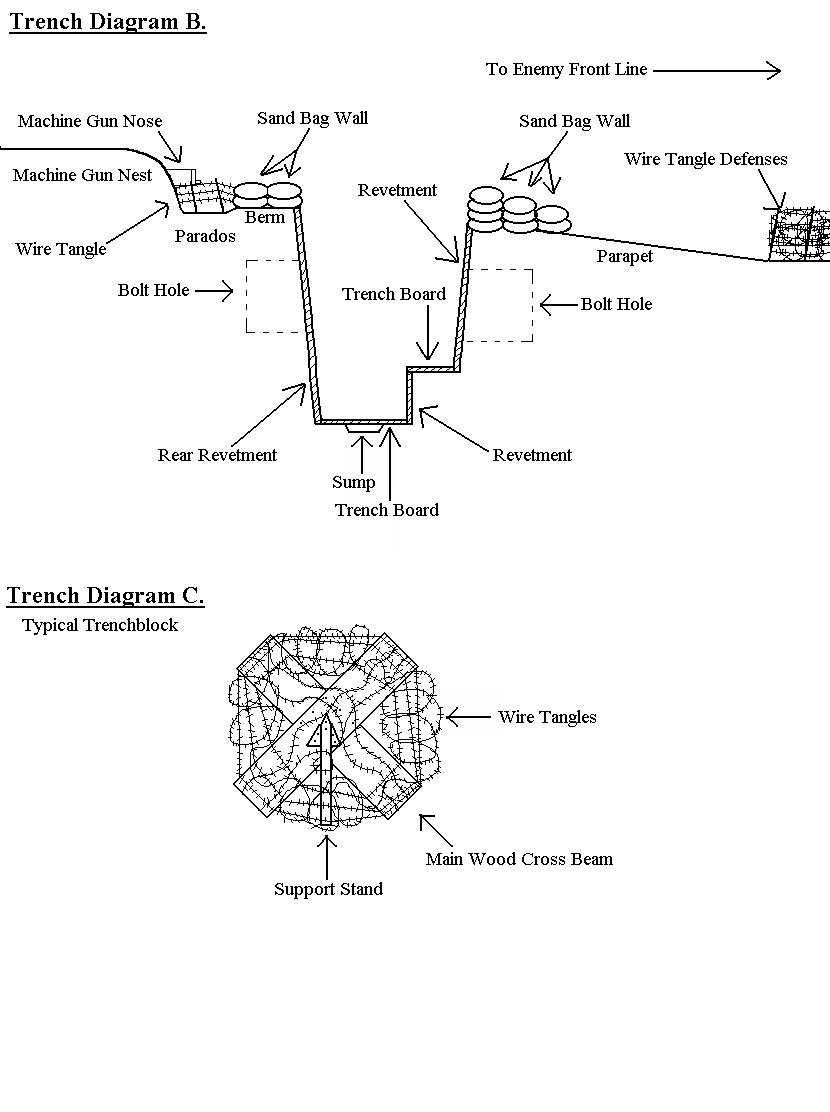 Trench Diagram B.
To Enemy Front Line
Machine Gun Nose
Sand Bag Wall
Sand Bag Wall
Wire Tangle Defenses
Machine Gun Nest
Revetment
Berm
Parados
Wire Tangle
Parapet
Bolt Hole
Trench Board
Bolt Hole
Rear Revetment
Revetment
Sump
Trench Board
Trench Diagram C.
Typical Trenchblock
Wire Tangles
Main Wood Cross Beam
Support Stand